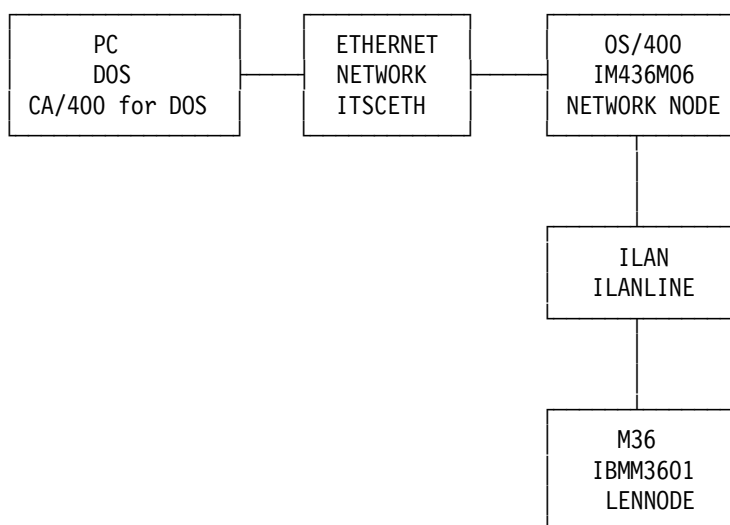 PC
DOS
CA/400 for DOS
ETHERNET
NETWORK
ITSCETH
OS/400
IM436M06
NETWORK NODE
ILAN
ILANLINE
M36
IBMM3601
LENNODE